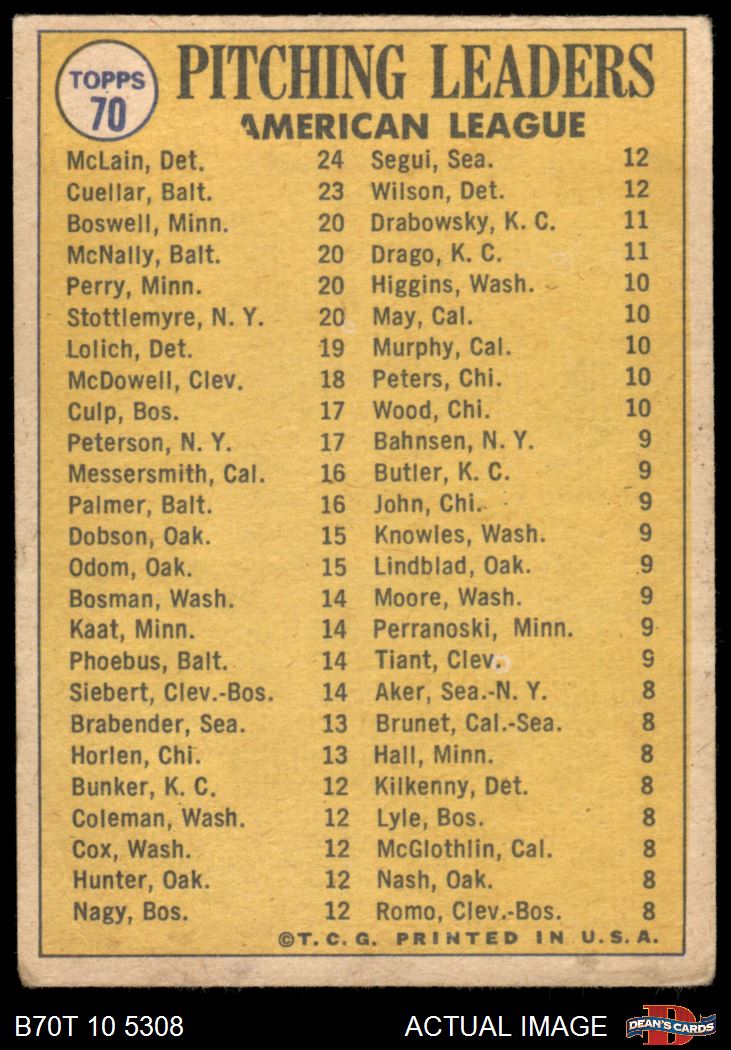 TOPPS
70
PITCHING LEADERS
AMERICAN LEAGUE
McLain, Det. 24 Segui, Sea. 12
Cuellar, Balt. 23 Wilson, Det. 12
Boswell, Minn. 20 Drabowsky, K. C. 11
McNally, Balt. 20 Drago, K. C. 11
Perry, Minn. 20 Higgins, Wash. 10
Stottlemyre, N. Y. 20 May, Cal. 10
Lolich, Det. 19 Murphy, Cal. 10
McDowell, Clev. 18 Peters, Chi. 10
Culp, Bos. 17 Wood, Chi. 10
Peterson, N. Y. 17 Bahnsen, N. Y. 9
Messersmith, Cal. 16 Butler, K. C. 9
Palmer, Balt. 16 John, Chi. 9
Dobson, Oak. 15 Knowles, Wash. 9
Odom, Oak. 15 Lindblad, Oak. 9
Bosman, Wash. 14 Moore, Wash. 9
Kaat, Minn. 14 Perranoski, Minn. 9
Phoebus, Balt. 14 Tiant, Clev. 9
Siebert, Clev.-Bos. 14 Aker, Sea.-N. Y. 8
Brabender, Sea. 13 Brunet, Cal.-Sea. 8
Horlen, Chi. 13 Hall, Minn. 8
Bunker, K. C. 12 Kilkenny, Det. 8
Coleman, Wash. 12 Lyle, Bos. 8
Cox, Wash. 12 McGlothlin, Cal. 8
Hunter, Oak. 12 Nash, Oak. 8
Nagy, Bos. 12 Romo, Clev.-Bos. 8
©T. C. G. PRINTED IN U. S. A.
B70T 10 5308 ACTUAL IMAGE
D
DEAN'S CARDS